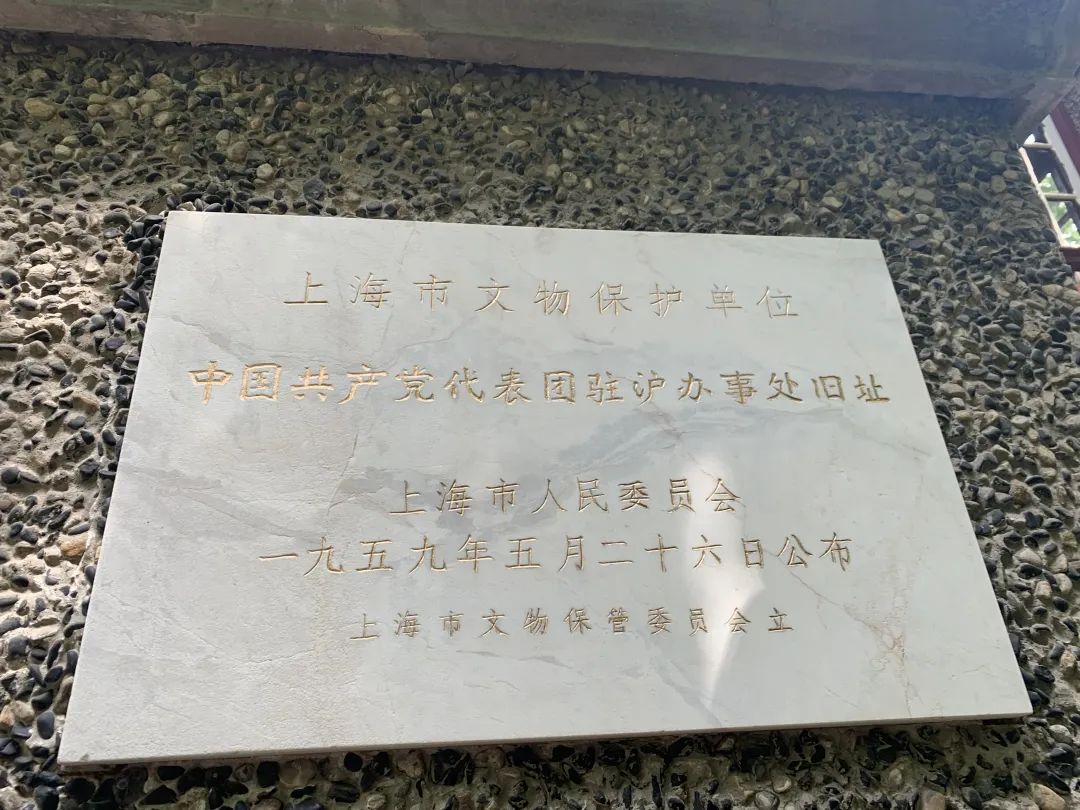 上海市文物保护单位
中国共产党代表团驻沪办事处旧址
上海市人民委员会
一九五九年五月二十六日公布
上海市文物保管委员会立